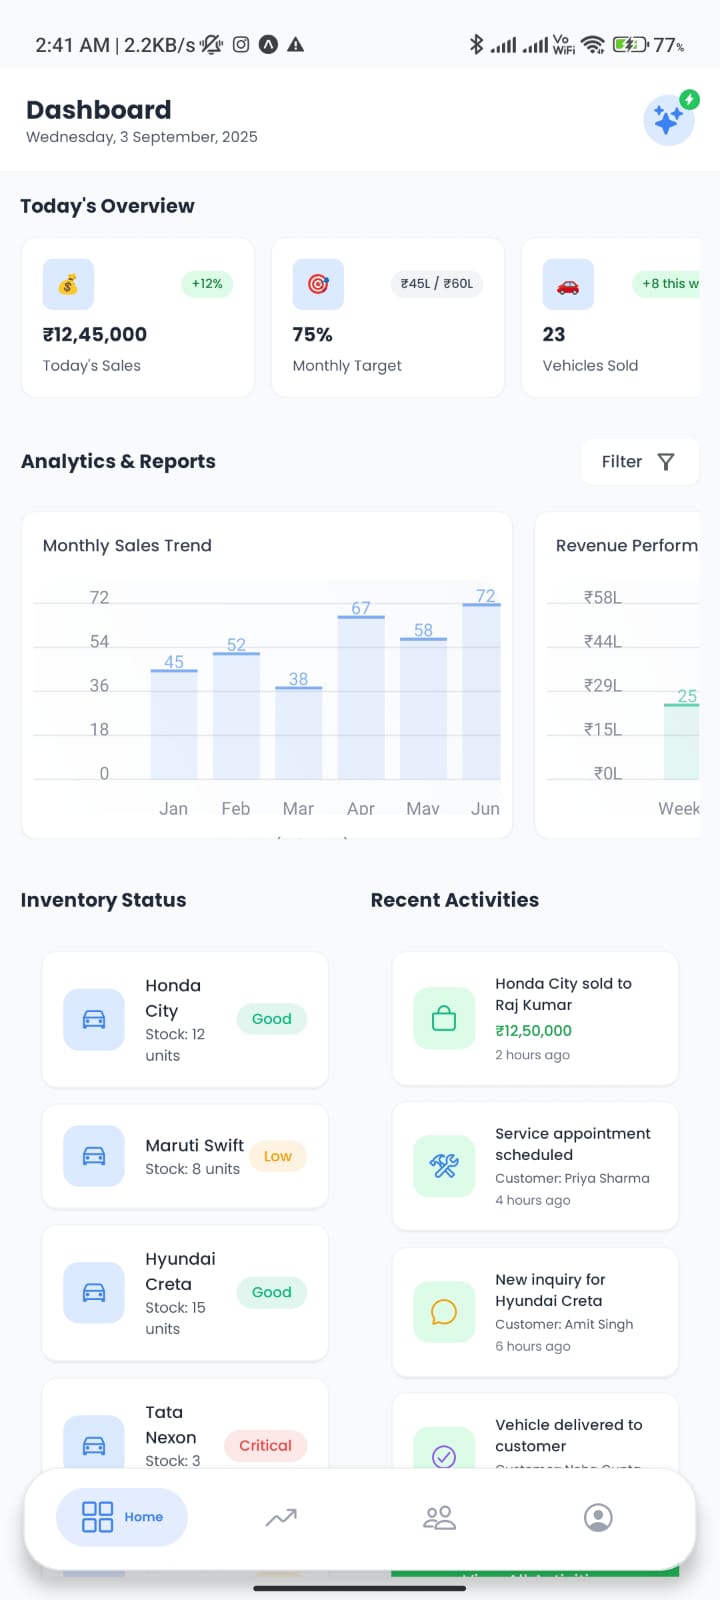 2:41 AM | 2.2KB/s
Vo
WiFi
77%
Dashboard
Wednesday, 3 September, 2025
Today's Overview
+12%
₹12,45,000
Today's Sales
₹45L / ₹60L
75%
Monthly Target
+8 this w
23
Vehicles Sold
Analytics & Reports
Filter
Monthly Sales Trend
72
54
36
18
0
45
52
38
67
58
72
Jan
Feb
Mar
Apr
May
Jun
Revenue Perform
₹58L
₹44L
₹29L
₹15L
₹0L
25
Week
Inventory Status
Honda
City
Stock: 12
units
Good
Maruti Swift
Stock: 8 units
Low
Hyundai
Creta
Stock: 15
units
Good
Tata
Nexon
Stock: 3
Critical
Recent Activities
Honda City sold to
Raj Kumar
₹12,50,000
2 hours ago
Service appointment
scheduled
Customer: Priya Sharma
4 hours ago
New inquiry for
Hyundai Creta
Customer: Amit Singh
6 hours ago
Vehicle delivered to
customer
Home